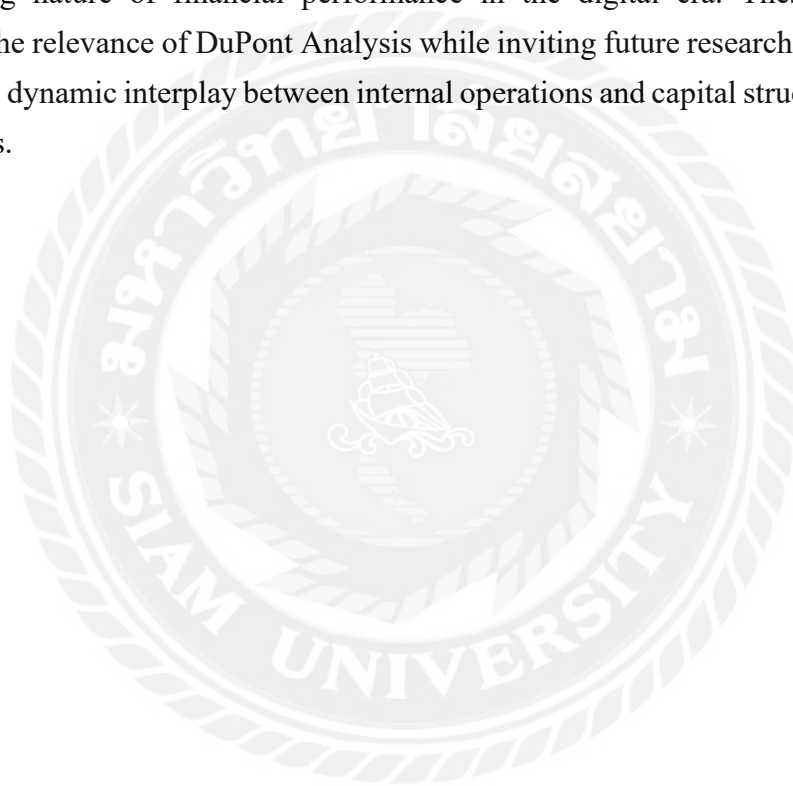 nature of financial performance in the digital era.
he relevance of DuPont Analysis while inviting future research
dynamic interplay between internal operations and capital struc
s.
มหาวิทยาลัยสยาม
SIAM UNIVERSITY